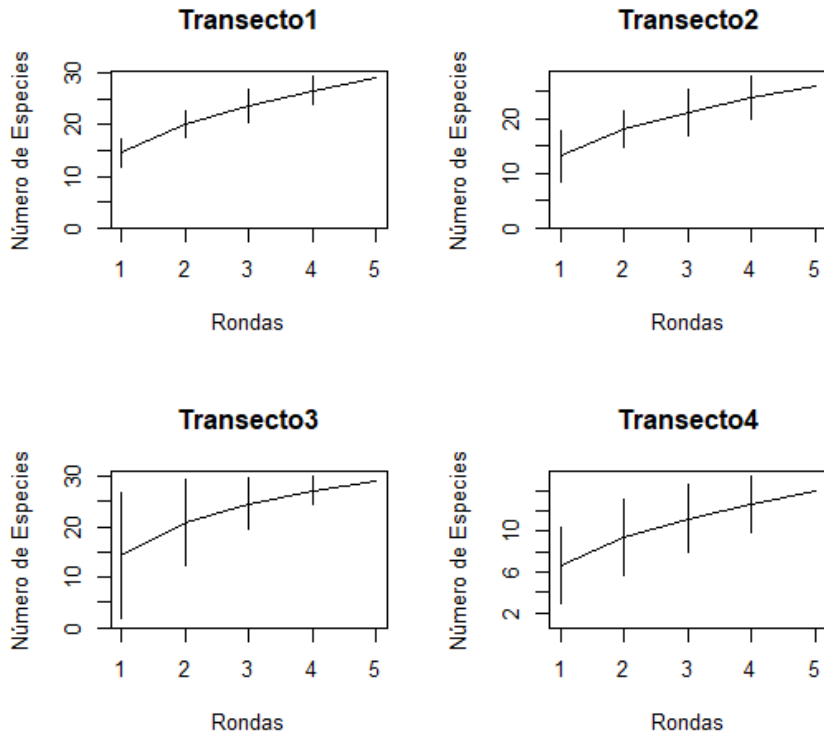 Transecto1
Número de Especies
30
20
10
0
1 2 3 4 5
Rondas
Transecto2
Número de Especies
20
10
0
1 2 3 4 5
Rondas
Transecto3
Número de Especies
30
20
10
0
1 2 3 4 5
Rondas
Transecto4
Número de Especies
10
6
2
1 2 3 4 5
Rondas